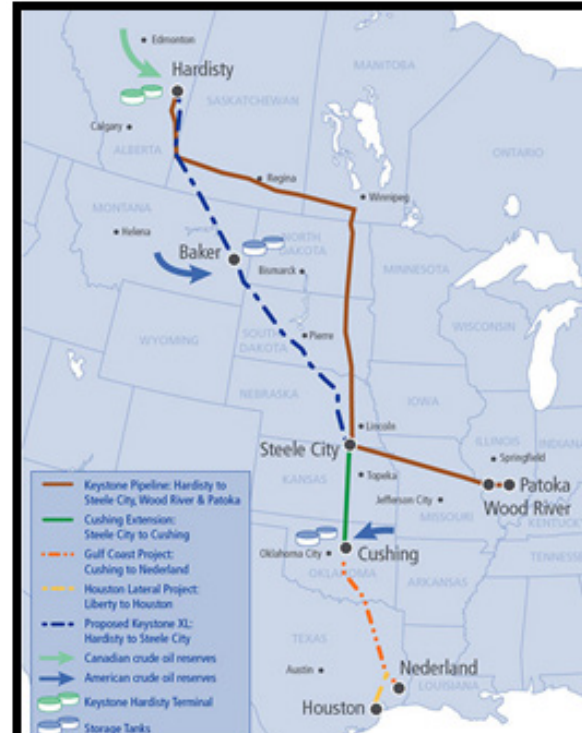 Edmonton
Hardisty
MANITOBA
SASKATCHEWAN
Calgary
ALBERTA
ONTARIO
Regina
Winnipeg
MONTANA
Helena
NORTH
DAKOTA
Baker
Bismarck
MINNESOTA
WISCONSIN
WYOMING
SOUTH
DAKOTA
Pierre
NEBRASKA
IOWA
Lincoln
Steele City
ILLINOIS
INDIANA
Springfield
KANSAS
Topeka
Jefferson City
MISSOURI
Patoka
Wood River
KENTUCKY
Oklahoma City
Cushing
OKLAHOMA
ARKANSAS
TENNESSEE
TEXAS
Austin
Nederland
LOUISIANA
Houston
Keystone Pipeline: Hardisty to
Steele City, Wood River & Patoka
Cushing Extension:
Steele City to Cushing
Gulf Coast Project:
Cushing to Nederland
Houston Lateral Project:
Liberty to Houston
Proposed Keystone XL:
Hardisty to Steele City
Canadian crude oil reserves
American crude oil reserves
Keystone Hardisty Terminal
Storage Tanks